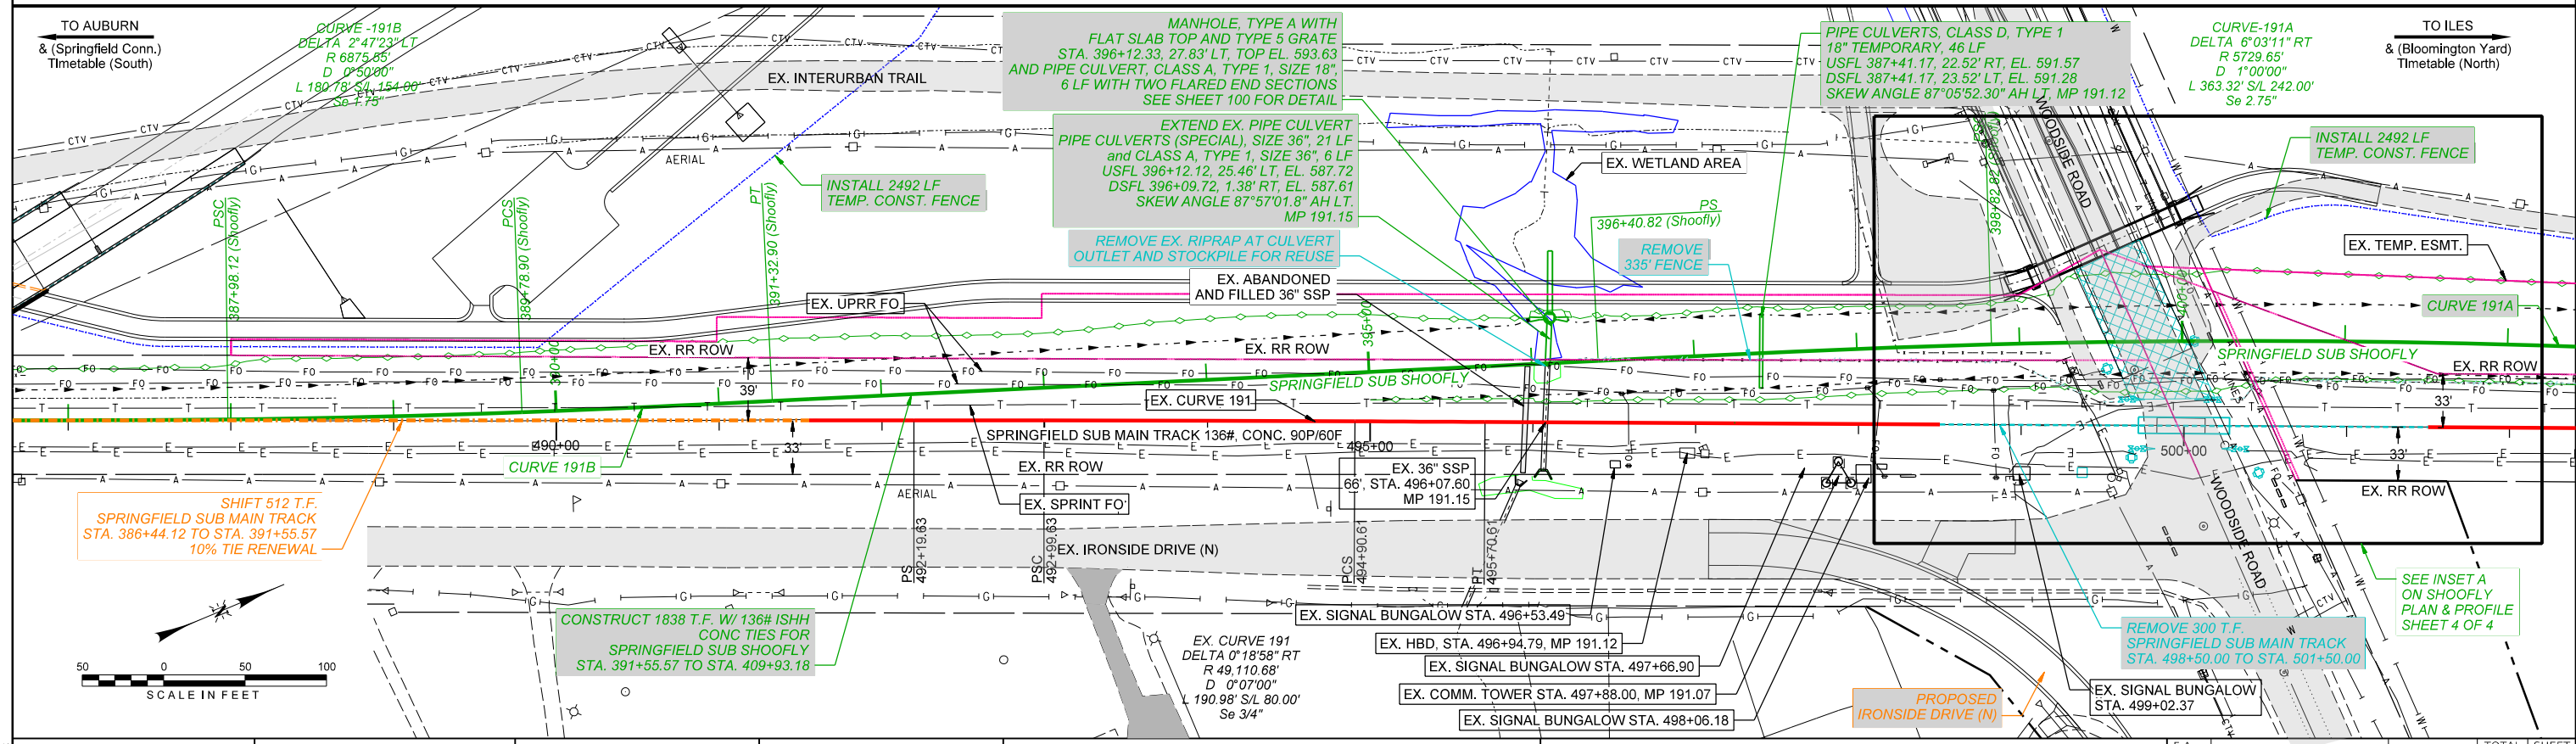 TO AUBURN
& (Springfield Conn.)
TImetable (South)
CURVE -191B
DELTA 2°47'23" LT
R 6875.55'
D 0°50'00"
L 180.78' S/L 154.00'
Se 1.75"
EX. INTERURBAN TRAIL
MANHOLE, TYPE A WITH
FLAT SLAB TOP AND TYPE 5 GRATE
STA. 396+12.33, 27.83' LT, TOP EL. 593.63
AND PIPE CULVERT, CLASS A, TYPE 1, SIZE 18",
6 LF WITH TWO FLARED END SECTIONS
SEE SHEET 100 FOR DETAIL
PIPE CULVERTS, CLASS D, TYPE 1
18" TEMPORARY, 46 LF
USFL 387+41.17, 22.52' RT, EL. 591.57
DSFL 387+41.17, 23.52' LT, EL. 591.28
SKEW ANGLE 87°05'52.30" AH LT, MP 191.12
CURVE-191A
DELTA 6°03'11" RT
R 5729.65'
D 1°00'00"
L 363.32' S/L 242.00'
Se 2.75"
TO ILES
& (Bloomington Yard)
TImetable (North)
EXTEND EX. PIPE CULVERT
PIPE CULVERTS (SPECIAL), SIZE 36", 21 LF
and CLASS A, TYPE 1, SIZE 36", 6 LF
USFL 396+12.12, 25.46' LT, EL. 587.72
DSFL 396+09.72, 1.38' RT, EL. 587.61
SKEW ANGLE 87°57'01.8" AH LT.
MP 191.15
AERIAL
EX. WETLAND AREA
INSTALL 2492 LF
TEMP. CONST. FENCE
INSTALL 2492 LF
TEMP. CONST. FENCE
WOODSIDE ROAD
PSC
387+98.12 (Shoofly)
PCS
389+78.90 (Shoofly)
PT
391+32.90 (Shoofly)
PS
396+40.82 (Shoofly)
REMOVE EX. RIPRAP AT CULVERT
OUTLET AND STOCKPILE FOR REUSE
REMOVE
335' FENCE
EX. TEMP. ESMT.
EX. ABANDONED
AND FILLED 36" SSP
EX. UPRR FO
CURVE 191A
395+00
390+00
400+00
EX. RR ROW
EX. RR ROW
SPRINGFIELD SUB SHOOFLY
EX. RR ROW
SPRINGFIELD SUB SHOOFLY
39'
EX. CURVE 191
33'
SPRINGFIELD SUB MAIN TRACK 136#, CONC. 90P/60F
490+00
495+00
500+00
33'
33'
CURVE 191B
EX. RR ROW
EX. 36" SSP
66', STA. 496+07.60
MP 191.15
EX. RR ROW
AERIAL
EX. SPRINT FO
SHIFT 512 T.F.
SPRINGFIELD SUB MAIN TRACK
STA. 386+44.12 TO STA. 391+55.57
10% TIE RENEWAL
EX. IRONSIDE DRIVE (N)
PS
492+19.63
PSC
492+99.63
PCS
494+90.61
PT
495+70.61
WOODSIDE ROAD
SEE INSET A
ON SHOOFLY
PLAN & PROFILE
SHEET 4 OF 4
CONSTRUCT 1838 T.F. W/ 136# ISHH
CONC TIES FOR
SPRINGFIELD SUB SHOOFLY
STA. 391+55.57 TO STA. 409+93.18
EX. SIGNAL BUNGALOW STA. 496+53.49
EX. HBD, STA. 496+94.79, MP 191.12
EX. SIGNAL BUNGALOW STA. 497+66.90
EX. COMM. TOWER STA. 497+88.00, MP 191.07
EX. SIGNAL BUNGALOW STA. 498+06.18
EX. CURVE 191
DELTA 0°18'58" RT
R 49,110.68'
D 0°07'00"
L 190.98' S/L 80.00'
Se 3/4"
REMOVE 300 T.F.
SPRINGFIELD SUB MAIN TRACK
STA. 498+50.00 TO STA. 501+50.00
PROPOSED
IRONSIDE DRIVE (N)
EX. SIGNAL BUNGALOW
STA. 499+02.37
50 0 50 100
SCALE IN FEET